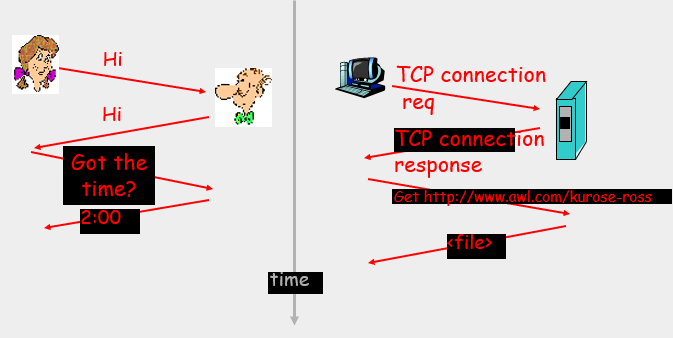 Hi
Hi
Got the
time?
2:00
TCP connection
req
TCP connection
response
Get http://www.awl.com/kurose-ross
<file>
time